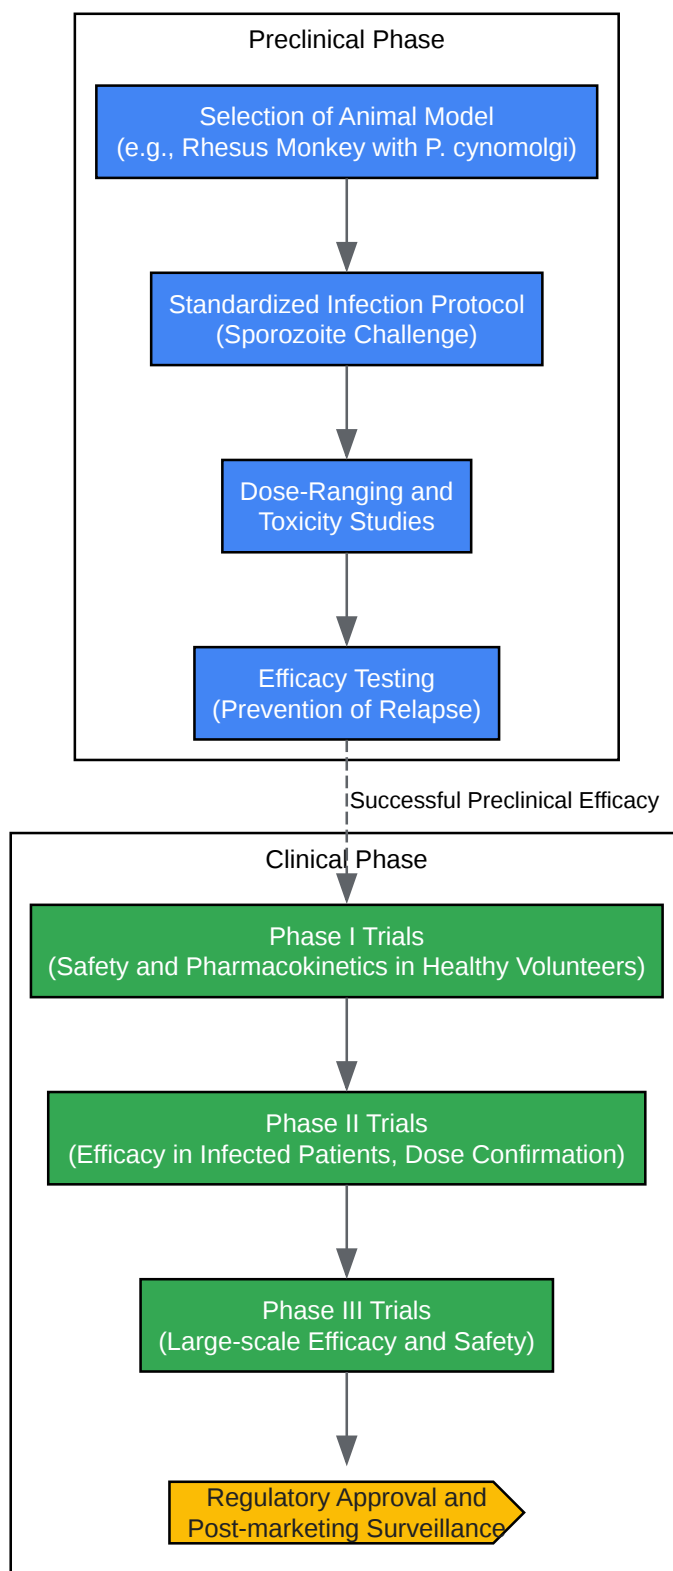 Preclinical Phase
Selection of Animal Model
(e.g., Rhesus Monkey with P. cynomolgi)
Standardized Infection Protocol
(Sporozoite Challenge)
Dose-Ranging and
Toxicity Studies
Efficacy Testing
(Prevention of Relapse)
Successful Preclinical Efficacy
Clinical Phase
Phase I Trials
(Safety and Pharmacokinetics in Healthy Volunteers)
Phase II Trials
(Efficacy in Infected Patients, Dose Confirmation)
Phase III Trials
(Large-scale Efficacy and Safety)
Regulatory Approval and
Post-marketing Surveillance